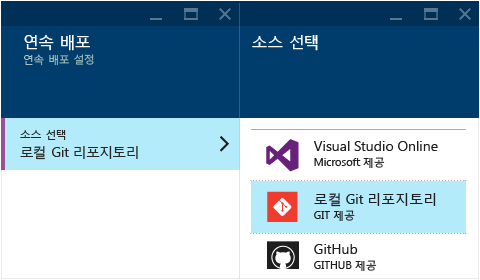 연속 배포
연속 배포 설정
소스 선택
로컬 Git 리포지토리
소스 선택
Visual Studio Online
Microsoft 제공
로컬 Git 리포지토리
GIT 제공
GitHub
GITHUB 제공